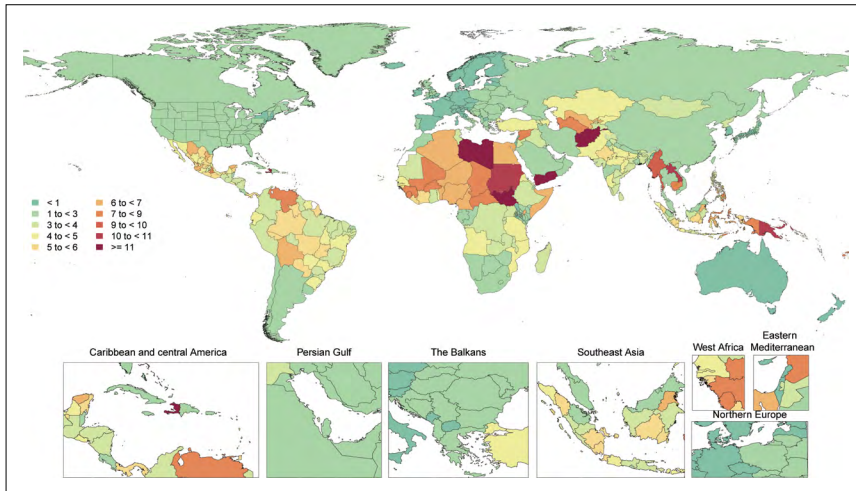 < 1
1 to < 3
3 to < 4
4 to < 5
5 to < 6
6 to < 7
7 to < 9
9 to < 10
10 to < 11
>= 11
Caribbean and central America
Persian Gulf
The Balkans
Southeast Asia
West Africa
Eastern
Mediterranean
Northern Europe